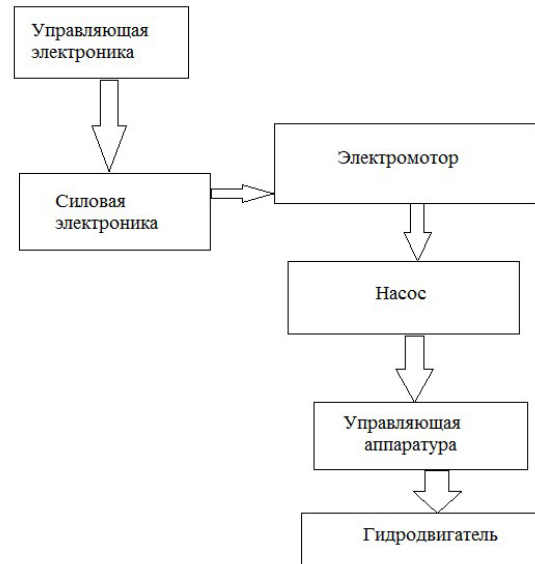 Управляющая
электроника
Электромотор
Силовая
электроника
Насос
Управляющая
аппаратура
Гидродвигатель